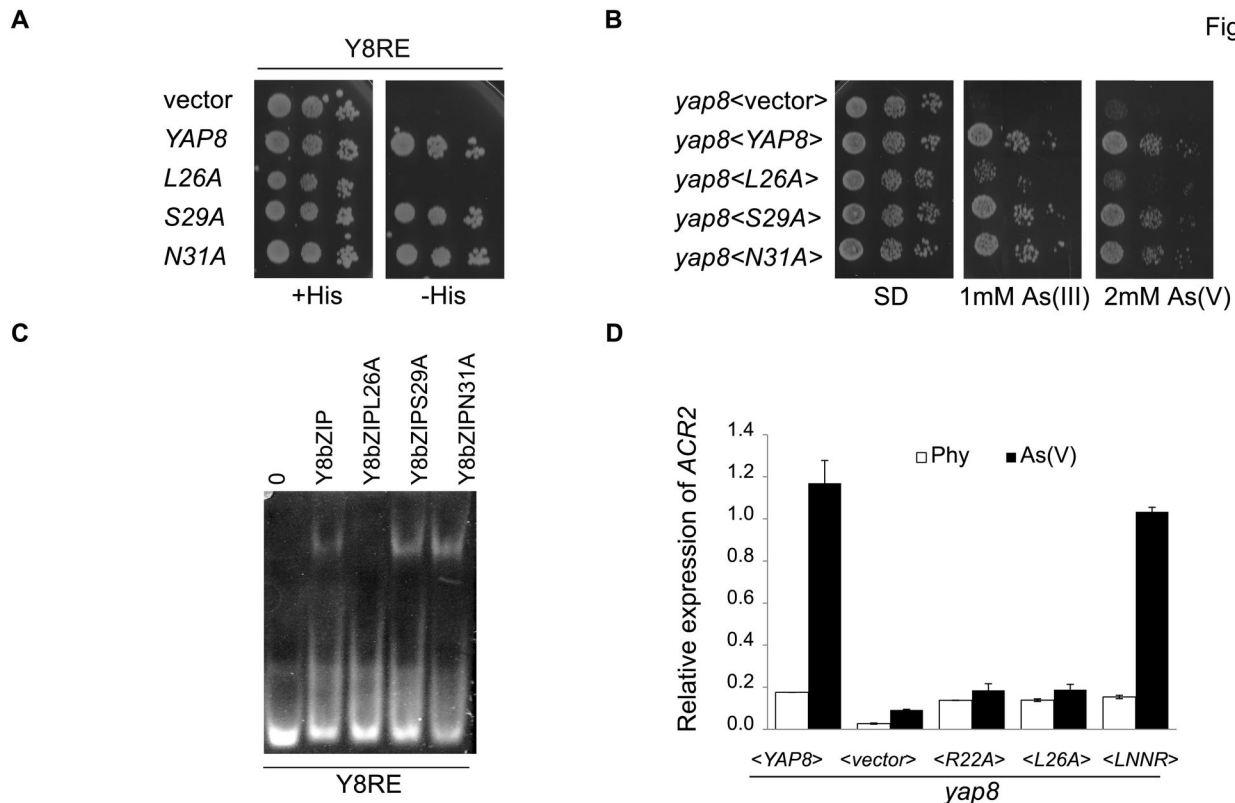 A
Y8RE
vector
YAP8
L26A
S29A
N31A
+His -His
B
Fig
yap8<vector>
yap8<YAP8>
yap8<L26A>
yap8<S29A>
yap8<N31A>
SD 1mM As(III) 2mM As(V)
C
0
Y8bZIP
Y8bZIPL26A
Y8bZIPS29A
Y8bZIPN31A
Y8RE
D
Relative expression of ACR2
1.4
1.2
1.0
0.8
0.6
0.4
0.2
0.0
Phy As(V)
<YAP8> <vector> <R22A> <L26A> <LNNR>
yap8